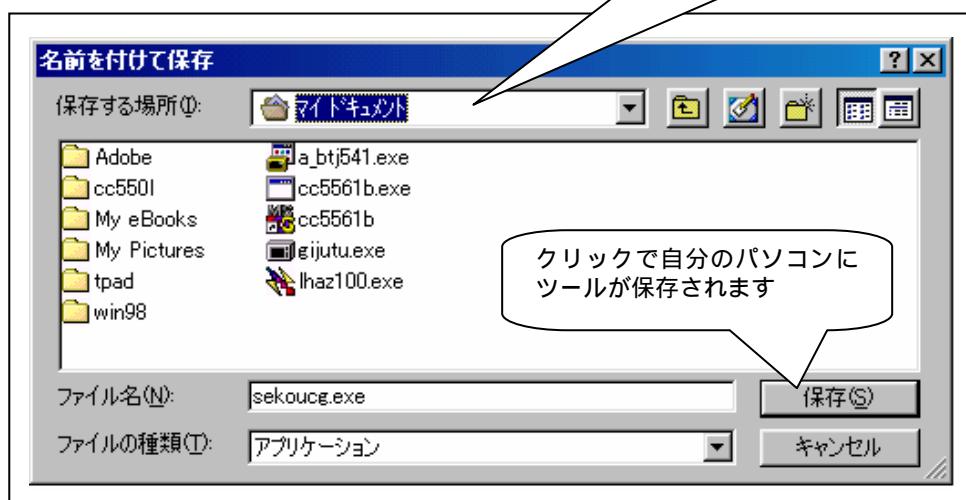 名前を付けて保存
保存する場所(I):
マイ ドキュメント
Adobe
cc550l
My eBooks
My Pictures
tpad
win98
a_btj541.exe
cc5561b.exe
cc5561b
gijutu.exe
lhaz100.exe
クリックで自分のパソコンに
ツールが保存されます
ファイル名(N):
sekoucg.exe
保存(S)
ファイルの種類(T):
アプリケーション
キャンセル